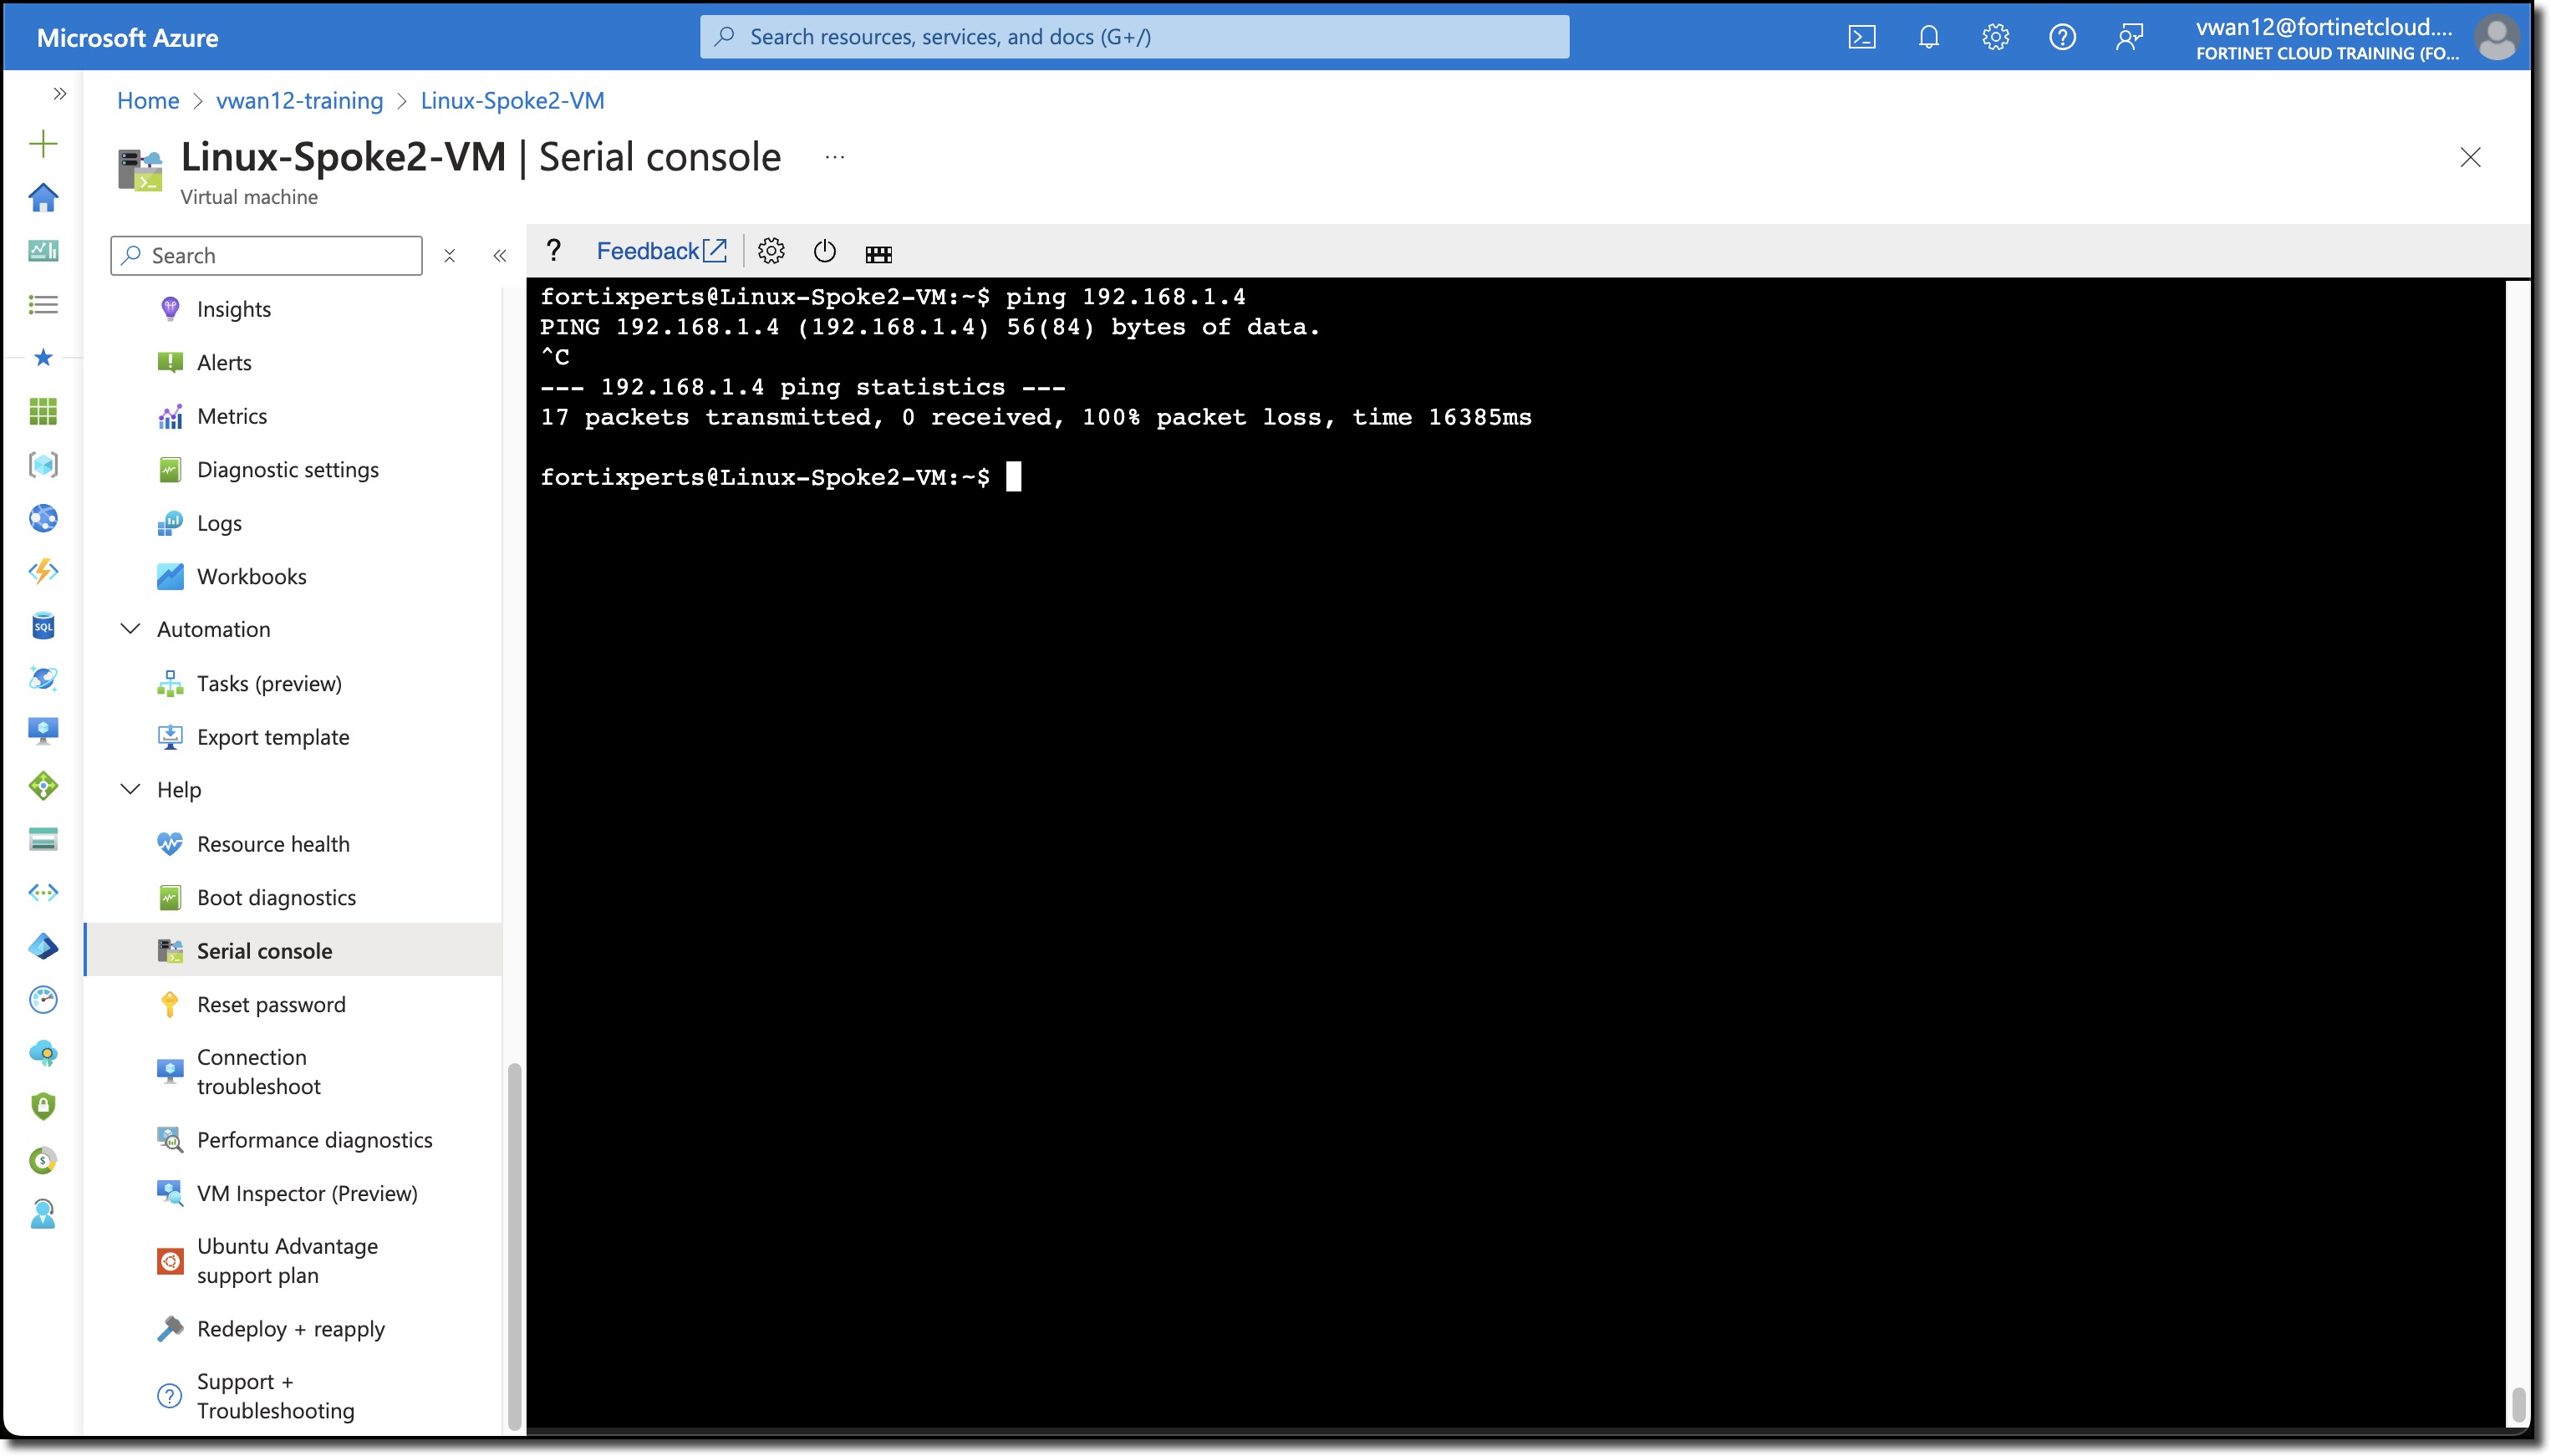 Microsoft Azure
Search resources, services, and docs (G+/)
vwan12@fortinetcloud....
FORTINET CLOUD TRAINING (FO...
Home > vwan12-training > Linux-Spoke2-VM
Linux-Spoke2-VM | Serial console ...
Virtual machine
Search
? Feedback
Insights
Alerts
Metrics
Diagnostic settings
Logs
Workbooks
Automation
Tasks (preview)
Export template
Help
Resource health
Boot diagnostics
Serial console
Reset password
Connection
troubleshoot
Performance diagnostics
VM Inspector (Preview)
Ubuntu Advantage
support plan
Redeploy + reapply
Support +
Troubleshooting
fortixperts@Linux-Spoke2-VM:~$ ping 192.168.1.4
PING 192.168.1.4 (192.168.1.4) 56(84) bytes of data.
^C
--- 192.168.1.4 ping statistics ---
17 packets transmitted, 0 received, 100% packet loss, time 16385ms
fortixperts@Linux-Spoke2-VM:~$
SQL